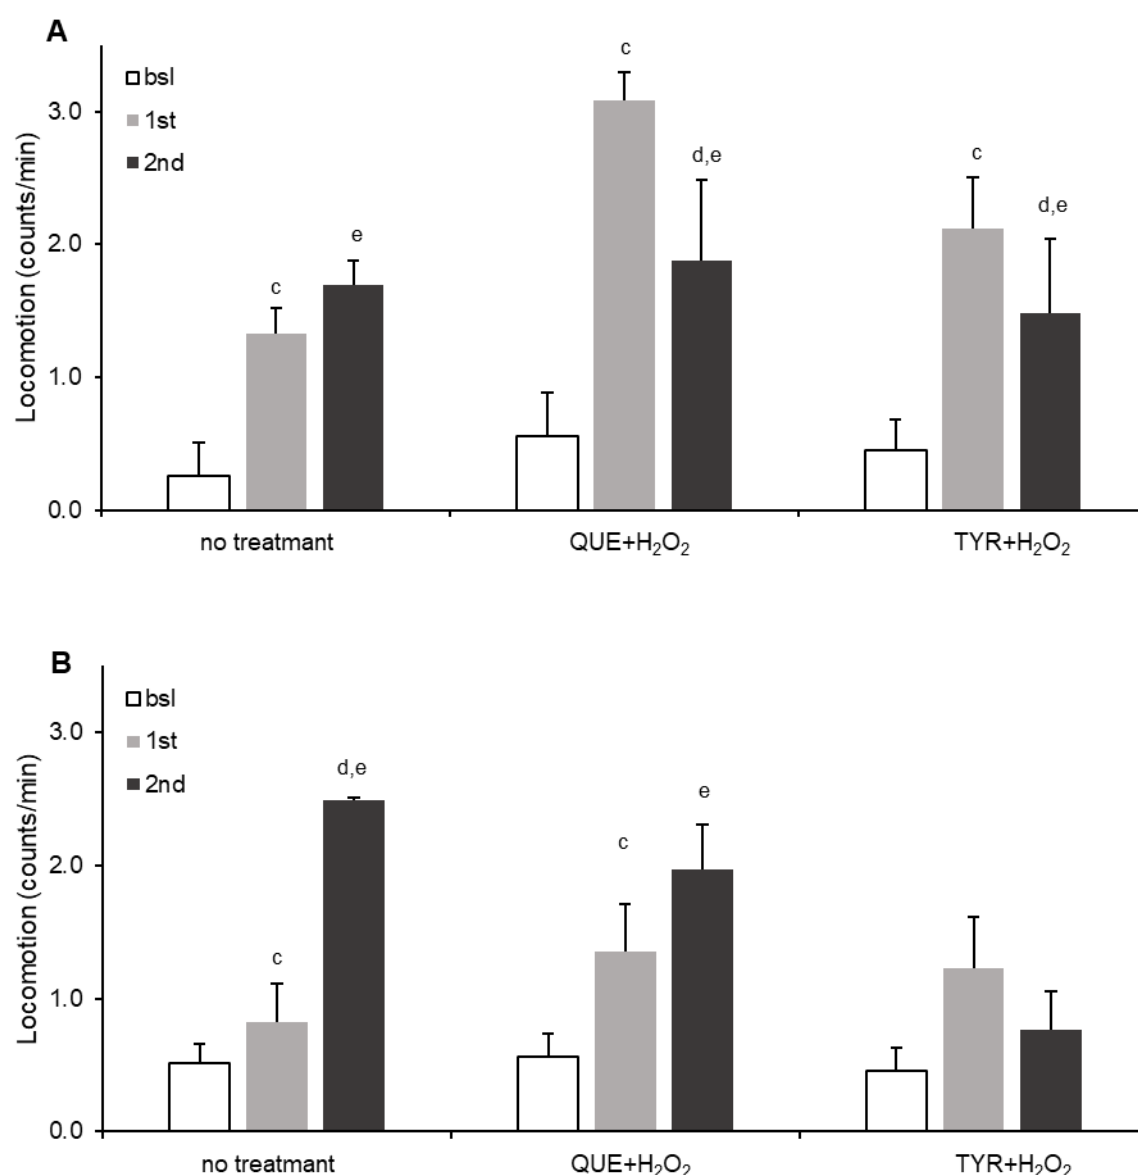 A
Locomotion (counts/min)
bsl
1st
2nd
3.0
2.0
1.0
0.0
c
e
c
d,e
c
d,e
no treatmant
QUE+H₂O₂
TYR+H₂O₂
B
Locomotion (counts/min)
bsl
1st
2nd
3.0
2.0
1.0
0.0
c
d,e
c
e
no treatmant
QUE+H₂O₂
TYR+H₂O₂